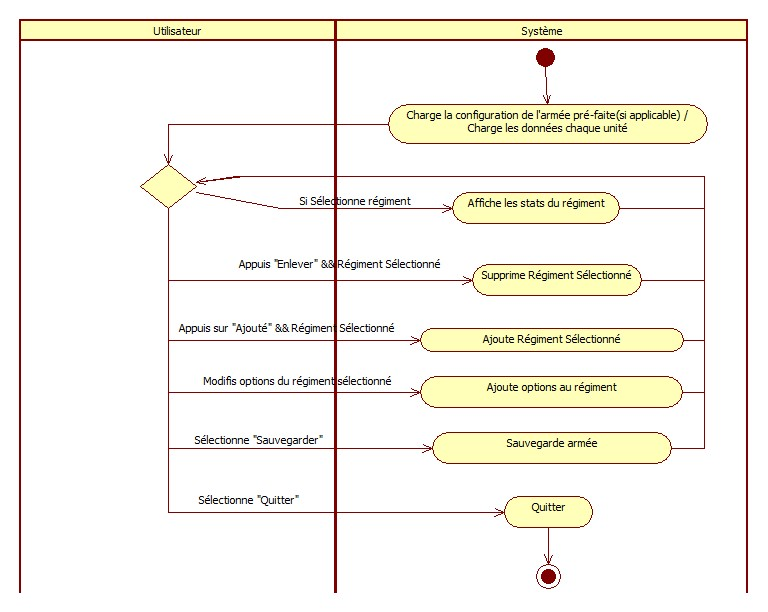 Utilisateur
Système
Charge la configuration de l'armée pré-faite(si applicable) /
Charge les données chaque unité
Si Sélectionne régiment
Affiche les stats du régiment
Appuis "Enlever" && Régiment Sélectionné
Supprime Régiment Sélectionné
Appuis sur "Ajouté" && Régiment Sélectionné
Ajoute Régiment Sélectionné
Modifis options du régiment sélectionné
Ajoute options au régiment
Sélectionne "Sauvegarder"
Sauvegarde armée
Sélectionne "Quitter"
Quitter